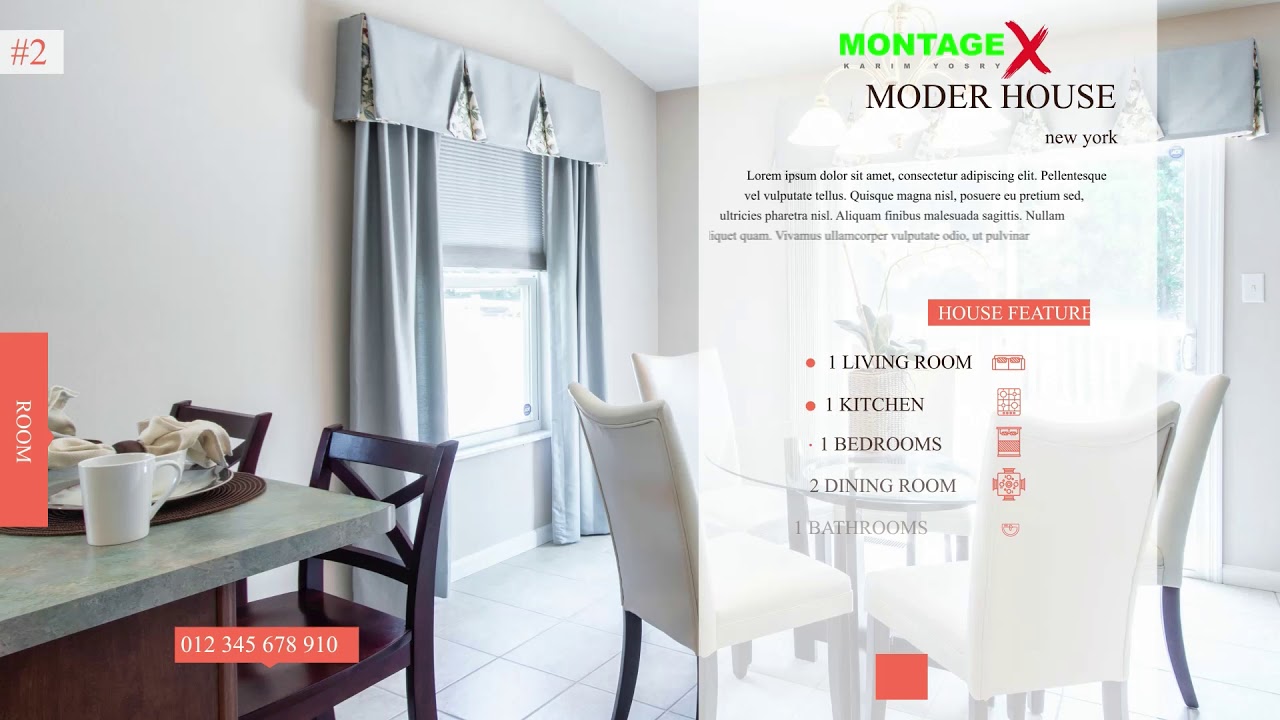 #2
MONTAGE X
KARIM YOSRY
MODER HOUSE
new york
Lorem ipsum dolor sit amet, consectetur adipiscing elit. Pellentesque
vel vulputate tellus. Quisque magna nisl, posuere eu pretium sed,
ultricies pharetra nisl. Aliquam finibus malesuada sagittis. Nullam
liquet quam. Vivamus ullamcorper vulputate odio, ut pulvinar
HOUSE FEATURE
1 LIVING ROOM
1 KITCHEN
1 BEDROOMS
2 DINING ROOM
1 BATHROOMS
ROOM
012 345 678 910